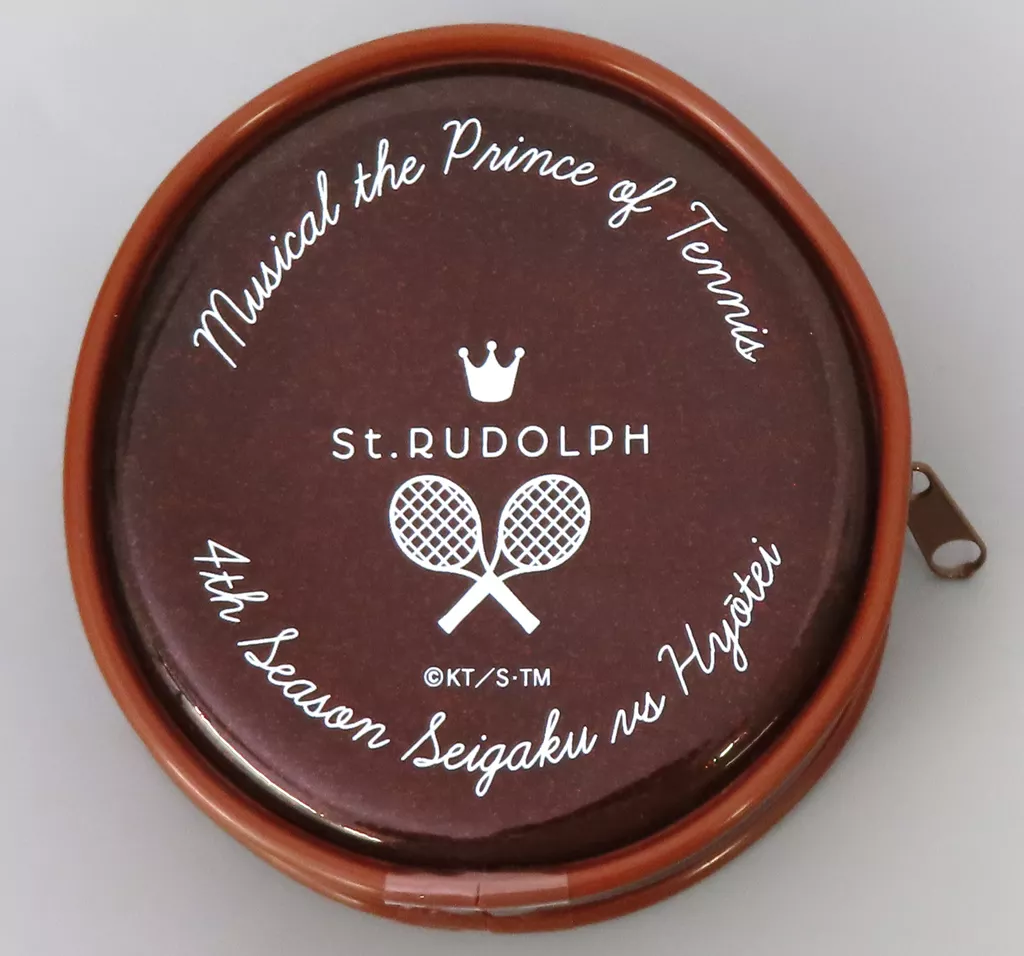 Musical the Prince of Tennis
St.RUDOLPH
©KT/S·TM
4th Season Seigaku vs Hyōtei